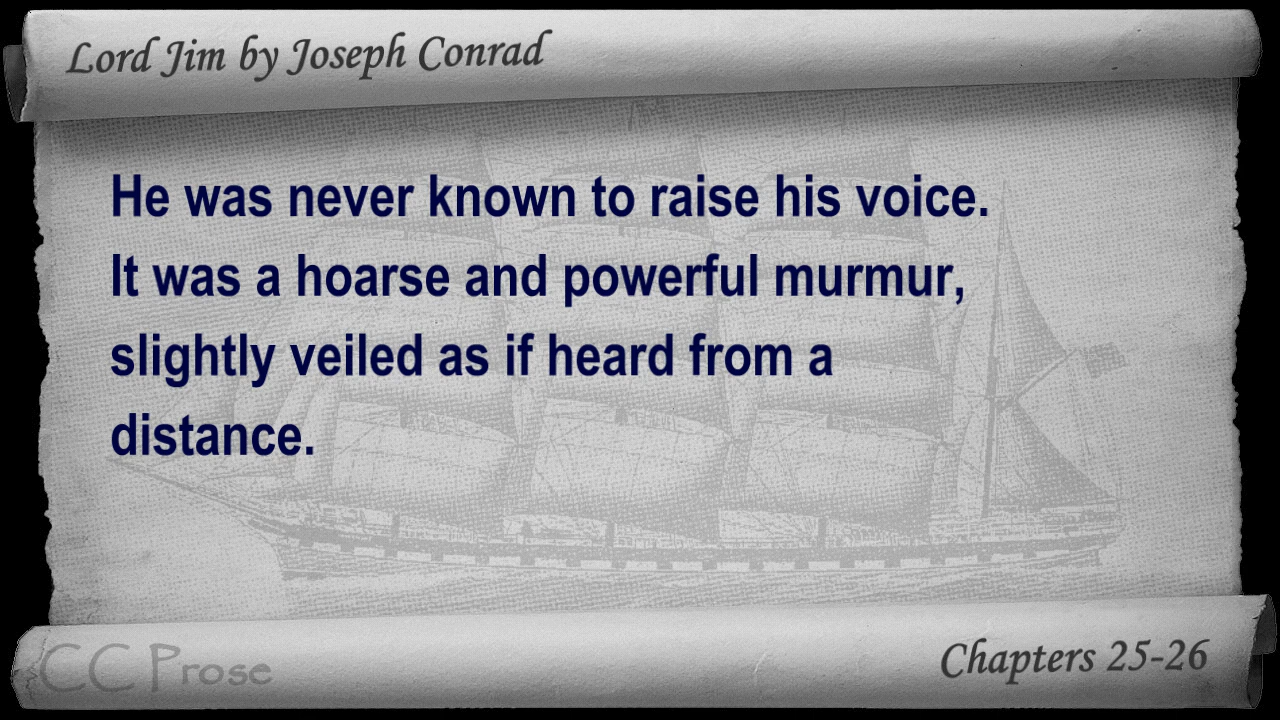 Lord Jim by Joseph Conrad
He was never known to raise his voice.
It was a hoarse and powerful murmur,
slightly veiled as if heard from a
distance.
CC Prose
Chapters 25-26